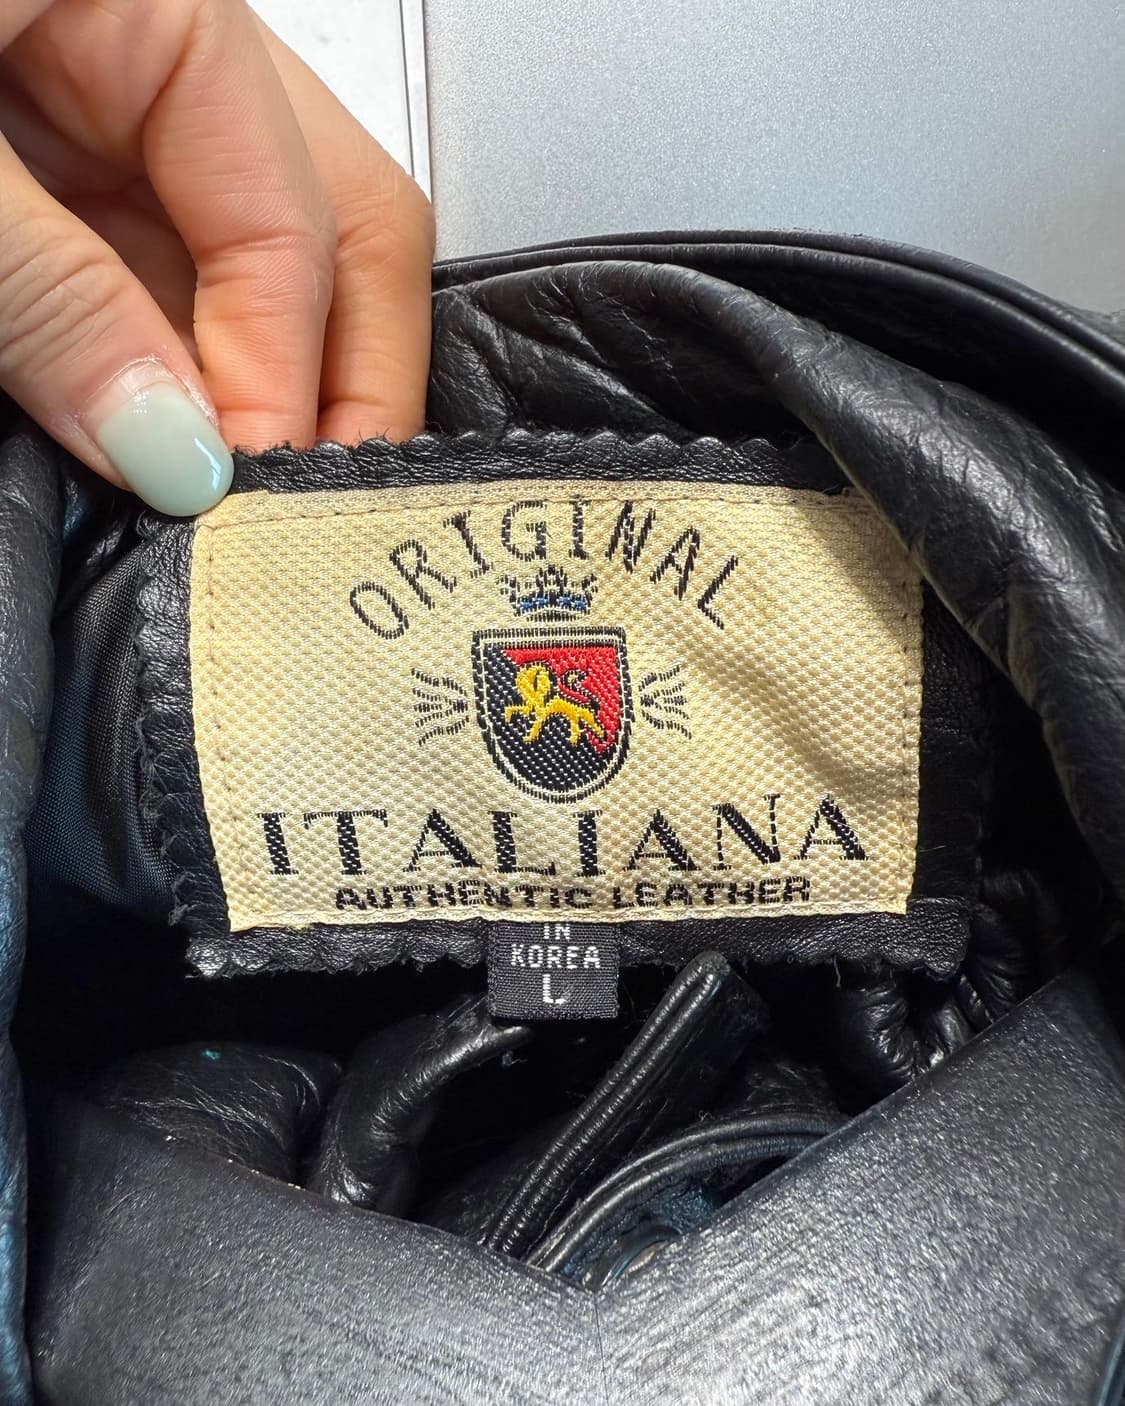 ORIGINAL
ITALIANA
AUTHENTIC LEATHER
IN
KOREA
L